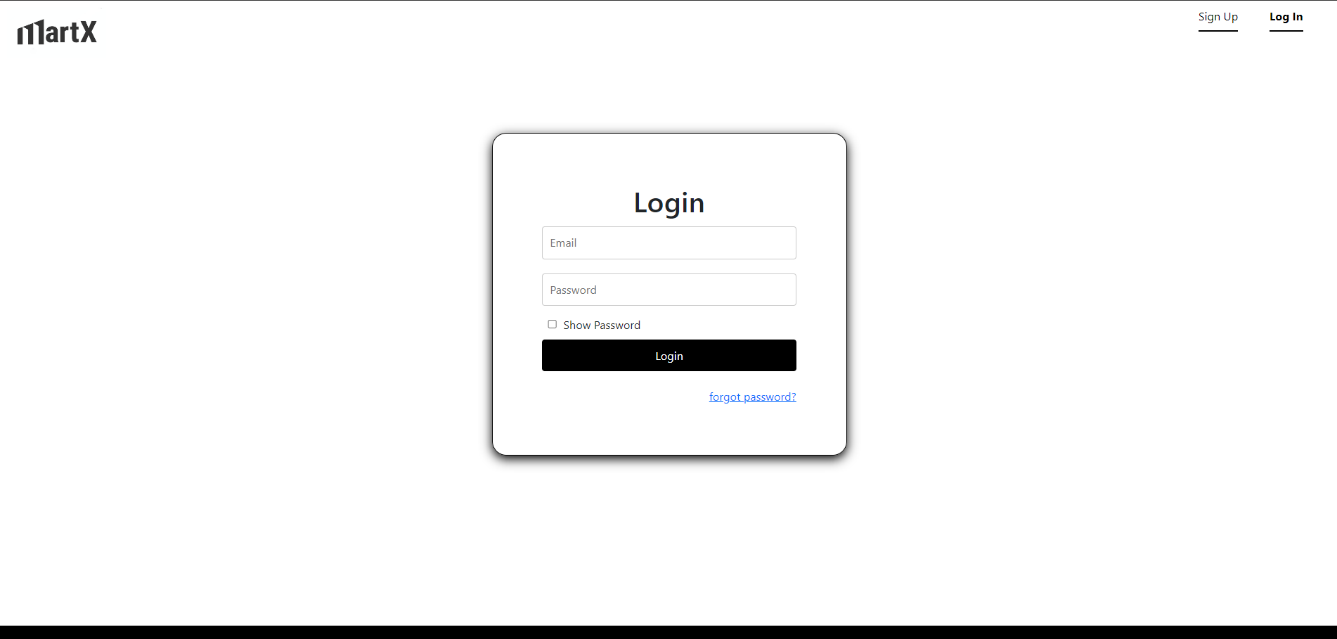 MartX
Sign Up
Log In
Login
Email
Password
Show Password
Login
forgot password?